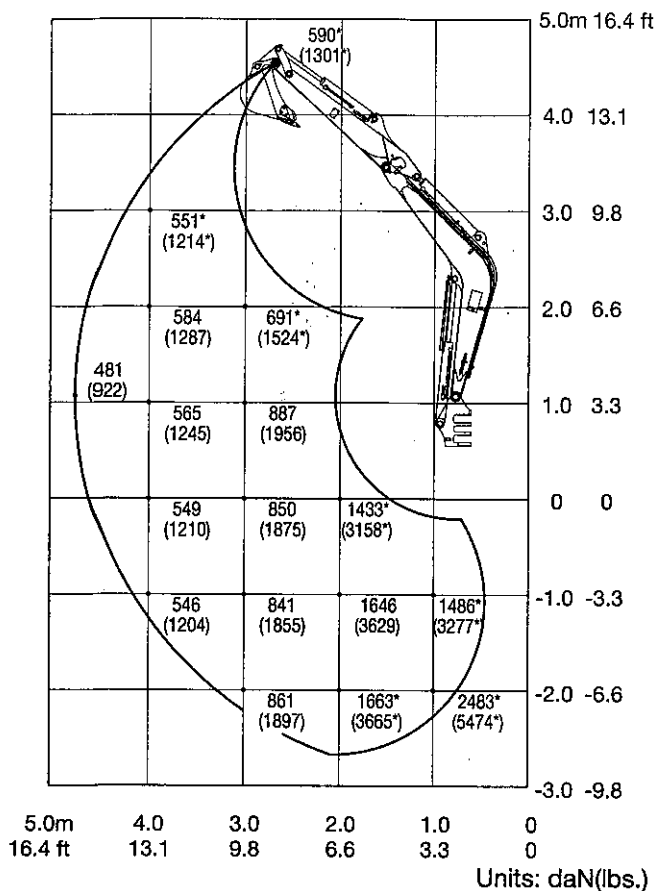 5.0m 16.4 ft
590*
(1301*)
4.0 13.1
3.0 9.8
551*
(1214*)
2.0 6.6
584 691*
(1287) (1524*)
481
(922)
1.0 3.3
565 887
(1245) (1956)
0 0
549 850 1433*
(1210) (1875) (3158*)
-1.0 -3.3
546 841 1646 1486*
(1204) (1855) (3629) (3277*)
-2.0 -6.6
861 1663* 2483*
(1897) (3665*) (5474*)
-3.0 -9.8
5.0m 4.0 3.0 2.0 1.0 0
16.4 ft 13.1 9.8 6.6 3.3 0
Units: daN(lbs.)